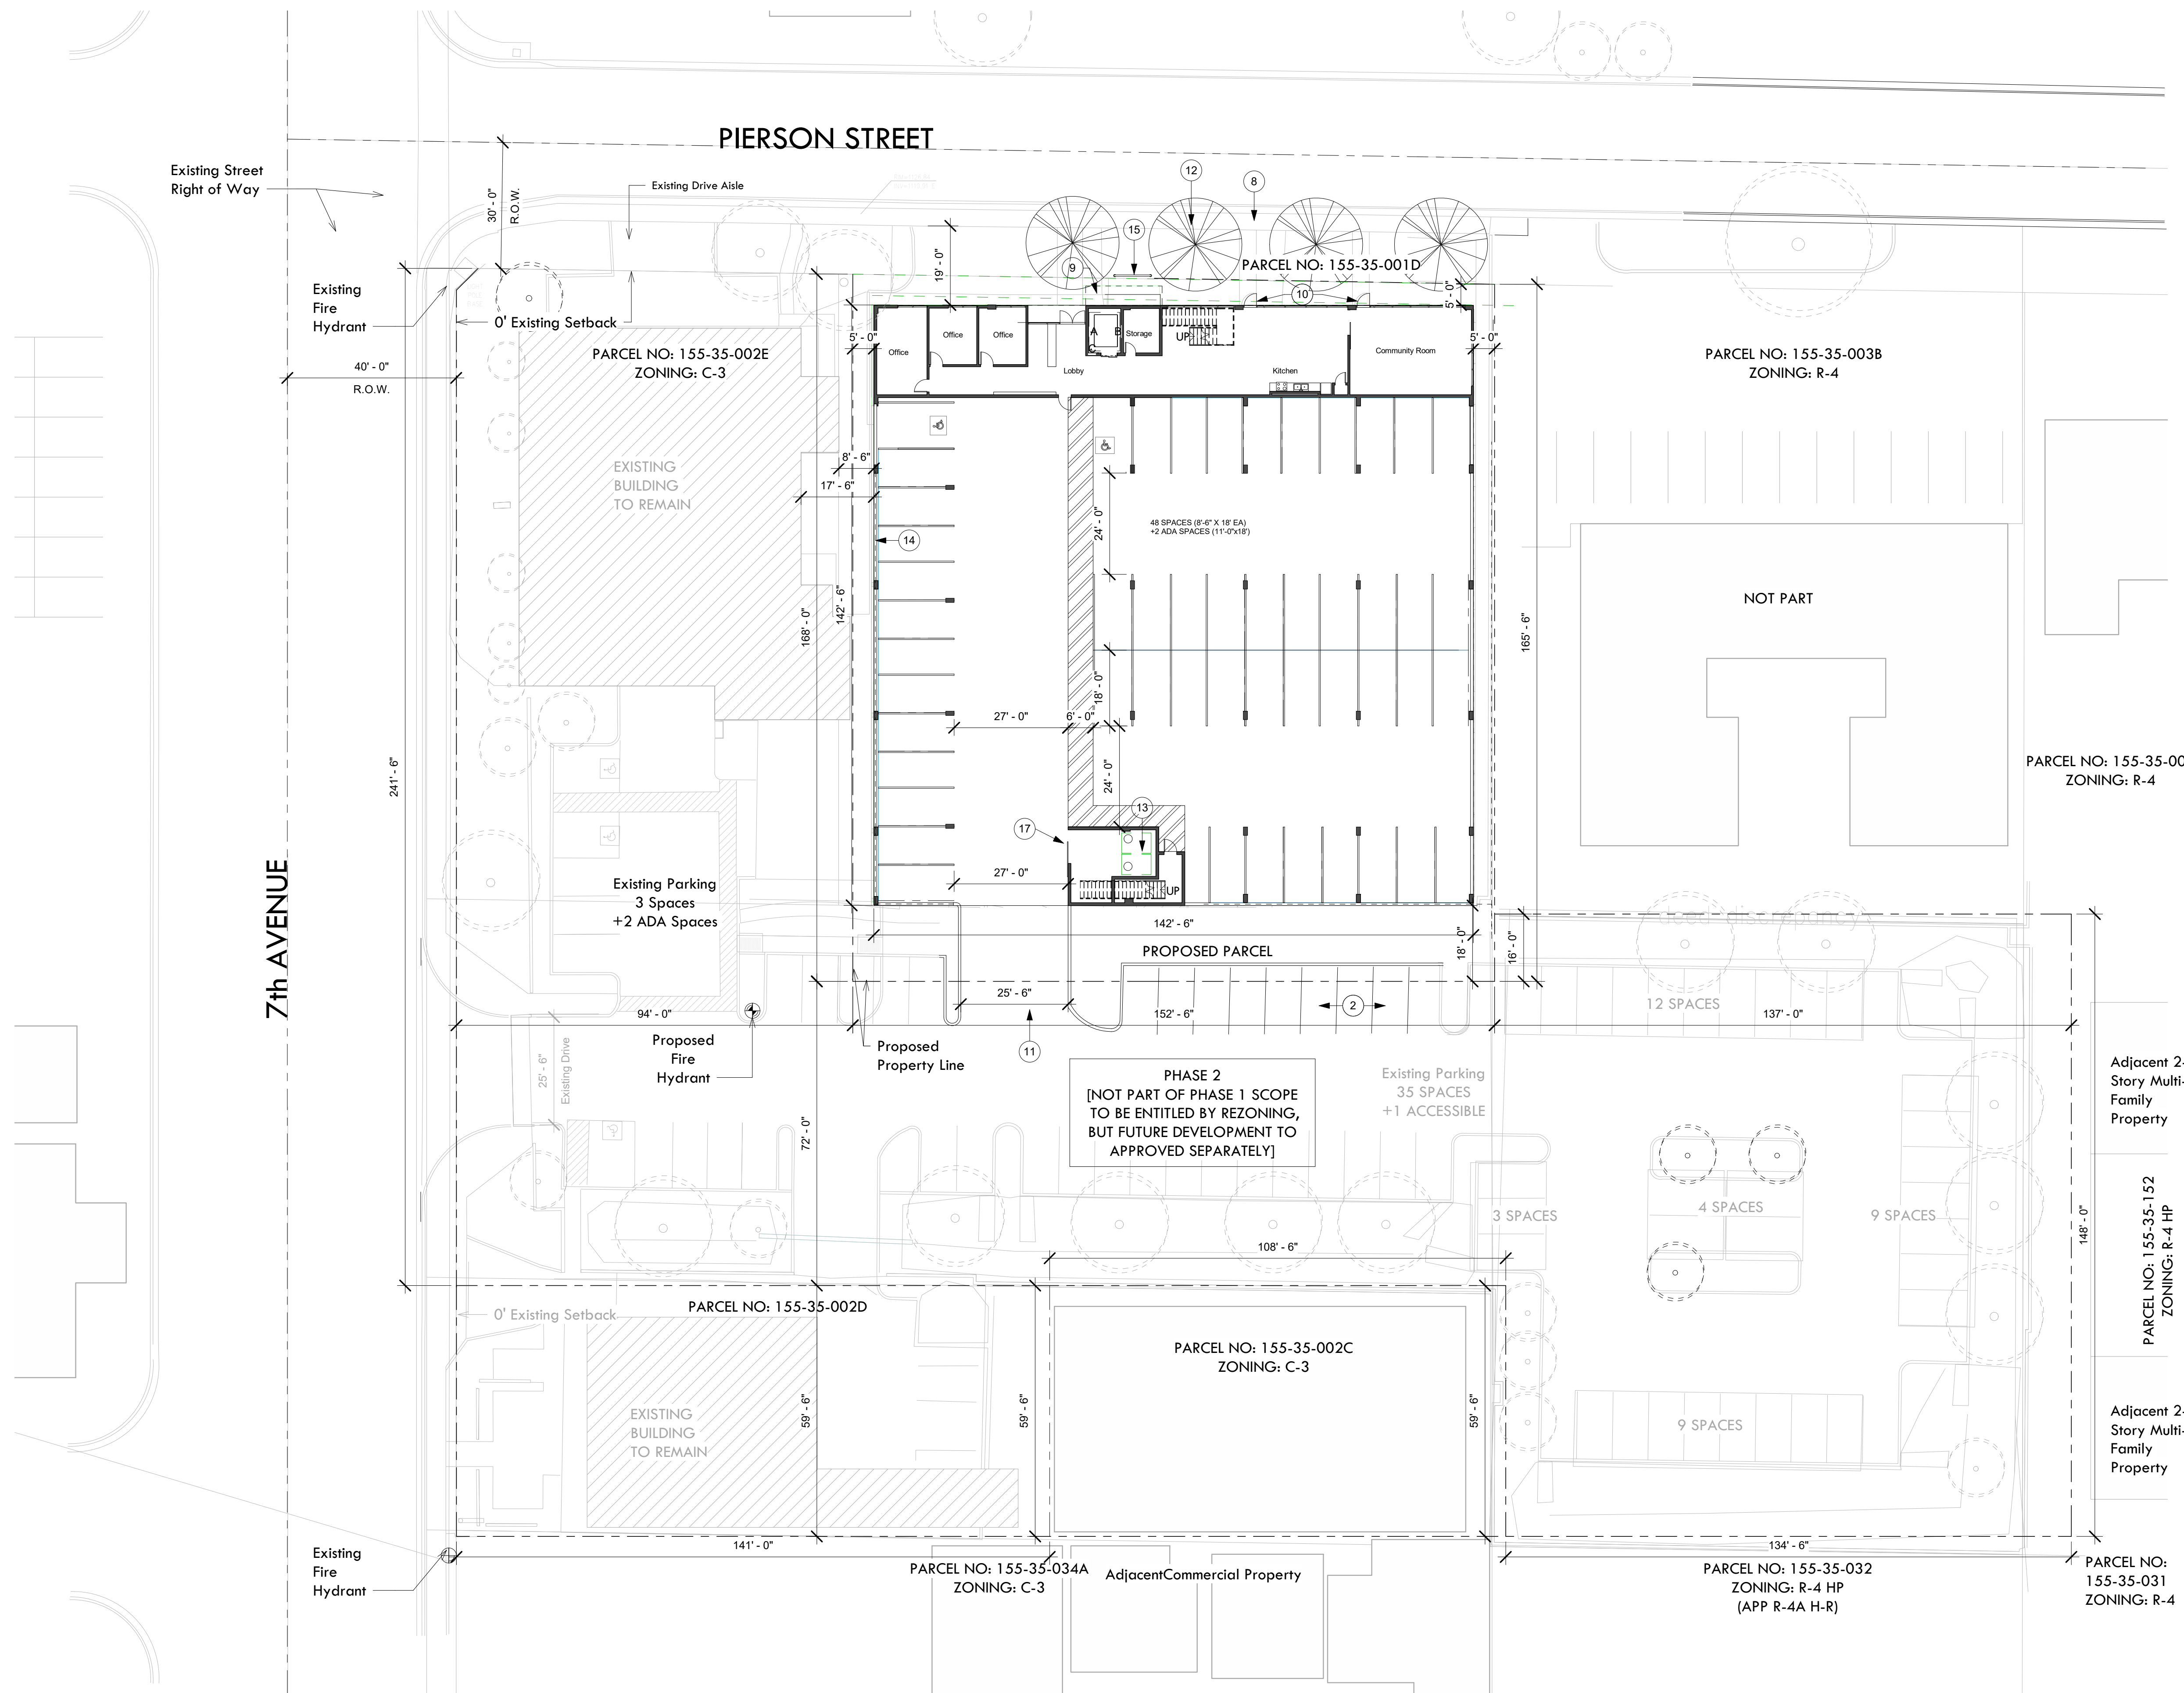 PIERSON STREET
Existing Street
Right of Way
30' - 0"
R.O.W.
Existing Drive Aisle
12
8
15
9
19' - 0"
PARCEL NO: 155-35-001D
10
5' - 0"
Existing
Fire
Hydrant
0' Existing Setback
5' - 0"
5' - 0"
Office
Office
Office
A
B
Storage
UP
Lobby
Kitchen
Community Room
PARCEL NO: 155-35-002E
ZONING: C-3
PARCEL NO: 155-35-003B
ZONING: R-4
40' - 0"
R.O.W.
EXISTING
BUILDING
TO REMAIN
8' - 6"
17' - 6"
14
24' - 0"
48 SPACES (8'-6" X 18' EA)
+2 ADA SPACES (11'-0"x18')
142' - 6"
168' - 0"
165' - 6"
NOT PART
18' - 0"
27' - 0"
6' - 0"
24' - 0"
241' - 6"
PARCEL NO: 155-35-00
ZONING: R-4
13
17
27' - 0"
UP
7th AVENUE
Existing Parking
3 Spaces
+2 ADA Spaces
142' - 6"
PROPOSED PARCEL
18' - 0"
16' - 0"
25' - 6"
2
12 SPACES
94' - 0"
152' - 6"
137' - 0"
11
Proposed
Fire
Hydrant
Proposed
Property Line
25' - 6"
Existing Drive
PHASE 2
[NOT PART OF PHASE 1 SCOPE
TO BE ENTITLED BY REZONING,
BUT FUTURE DEVELOPMENT TO
APPROVED SEPARATELY]
Existing Parking
35 SPACES
+1 ACCESSIBLE
Adjacent 2-
Story Multi-
Family
Property
72' - 0"
3 SPACES
4 SPACES
9 SPACES
148' - 0"
PARCEL NO: 155-35-152
ZONING: R-4 HP
108' - 6"
0' Existing Setback
PARCEL NO: 155-35-002D
PARCEL NO: 155-35-002C
ZONING: C-3
EXISTING
BUILDING
TO REMAIN
59' - 6"
59' - 6"
59' - 6"
9 SPACES
Adjacent 2-
Story Multi-
Family
Property
141' - 0"
134' - 6"
Existing
Fire
Hydrant
PARCEL NO: 155-35-034A
ZONING: C-3
AdjacentCommercial Property
PARCEL NO: 155-35-032
ZONING: R-4 HP
(APP R-4A H-R)
PARCEL NO:
155-35-031
ZONING: R-4